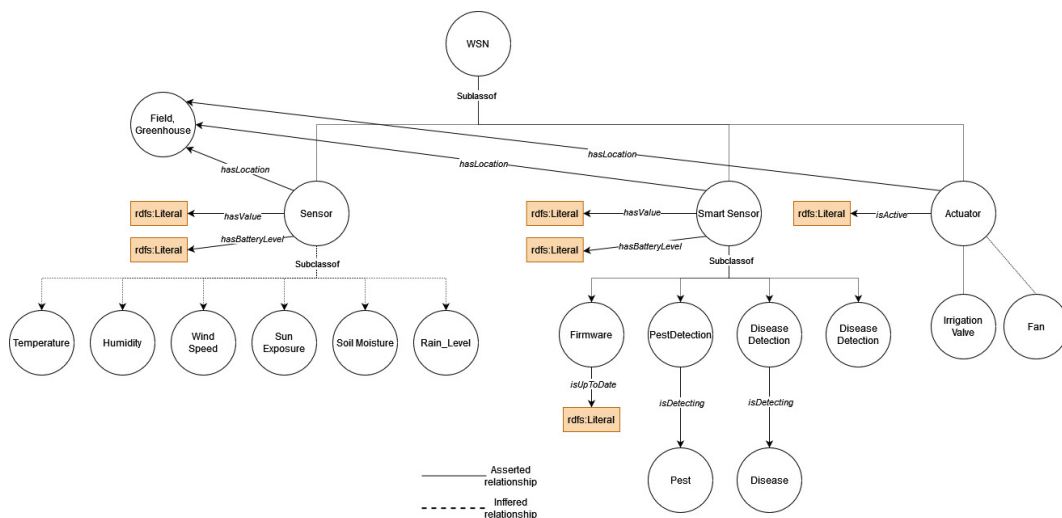 WSN
Sublassof
Field,
Greenhouse
hasLocation
hasLocation
hasLocation
rdfs:Literal
hasValue
Sensor
rdfs:Literal
hasValue
Smart Sensor
rdfs:Literal
isActive
Actuator
rdfs:Literal
hasBatteryLevel
rdfs:Literal
hasBatteryLevel
Subclassof
Subclassof
Temperature
Humidity
Wind
Speed
Sun
Exposure
Soil Moisture
Rain_Level
Firmware
PestDetection
Disease
Detection
Disease
Detection
Irrigation
Valve
Fan
isUpToDate
isDetecting
isDetecting
rdfs:Literal
Pest
Disease
Asserted
relationship
Inffered
relationship